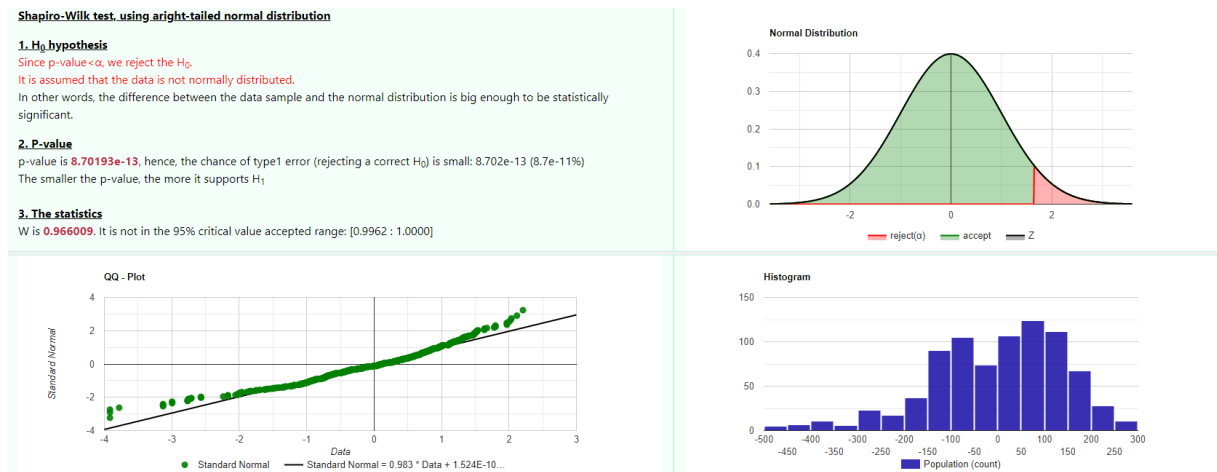 Shapiro-Wilk test, using aright-tailed normal distribution
1. H0 hypothesis
Since p-value<α, we reject the H0.
It is assumed that the data is not normally distributed.
In other words, the difference between the data sample and the normal distribution is big enough to be statistically
significant.
2. P-value
p-value is 8.70193e-13, hence, the chance of type1 error (rejecting a correct H0) is small: 8.702e-13 (8.7e-11%)
The smaller the p-value, the more it supports H1
3. The statistics
W is 0.966009. It is not in the 95% critical value accepted range: [0.9962 : 1.0000]
Normal Distribution
0.4
0.3
0.2
0.1
0.0
-2 0 2
reject(α) accept Z
QQ - Plot
Standard Normal
4
2
0
-2
-4
-4 -3 -2 -1 0 1 2 3
Data
Standard Normal Standard Normal = 0.983 * Data + 1.524E-10...
Histogram
150
100
50
0
-500 -400 -300 -200 -100 0 100 200 300
-450 -350 -250 -150 -50 50 150 250
Population (count)